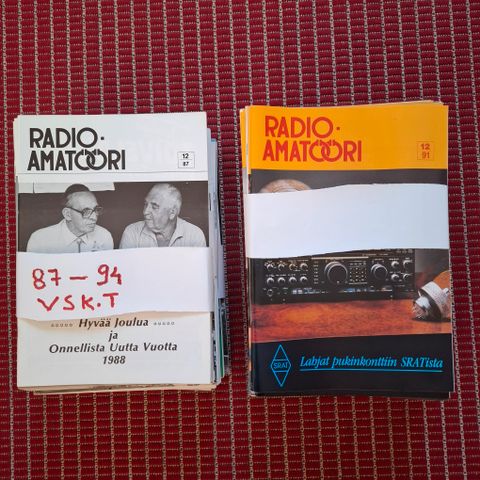 RADIO-
AMATÖÖRI
12
87
87 - 94
VSK.T
Hyvää Joulua
ja
Onnellista Uutta Vuotta
1988
RADIO-
AMATÖÖRI
12
91
SRAT
Lahjat pukinkonttiin SRATista